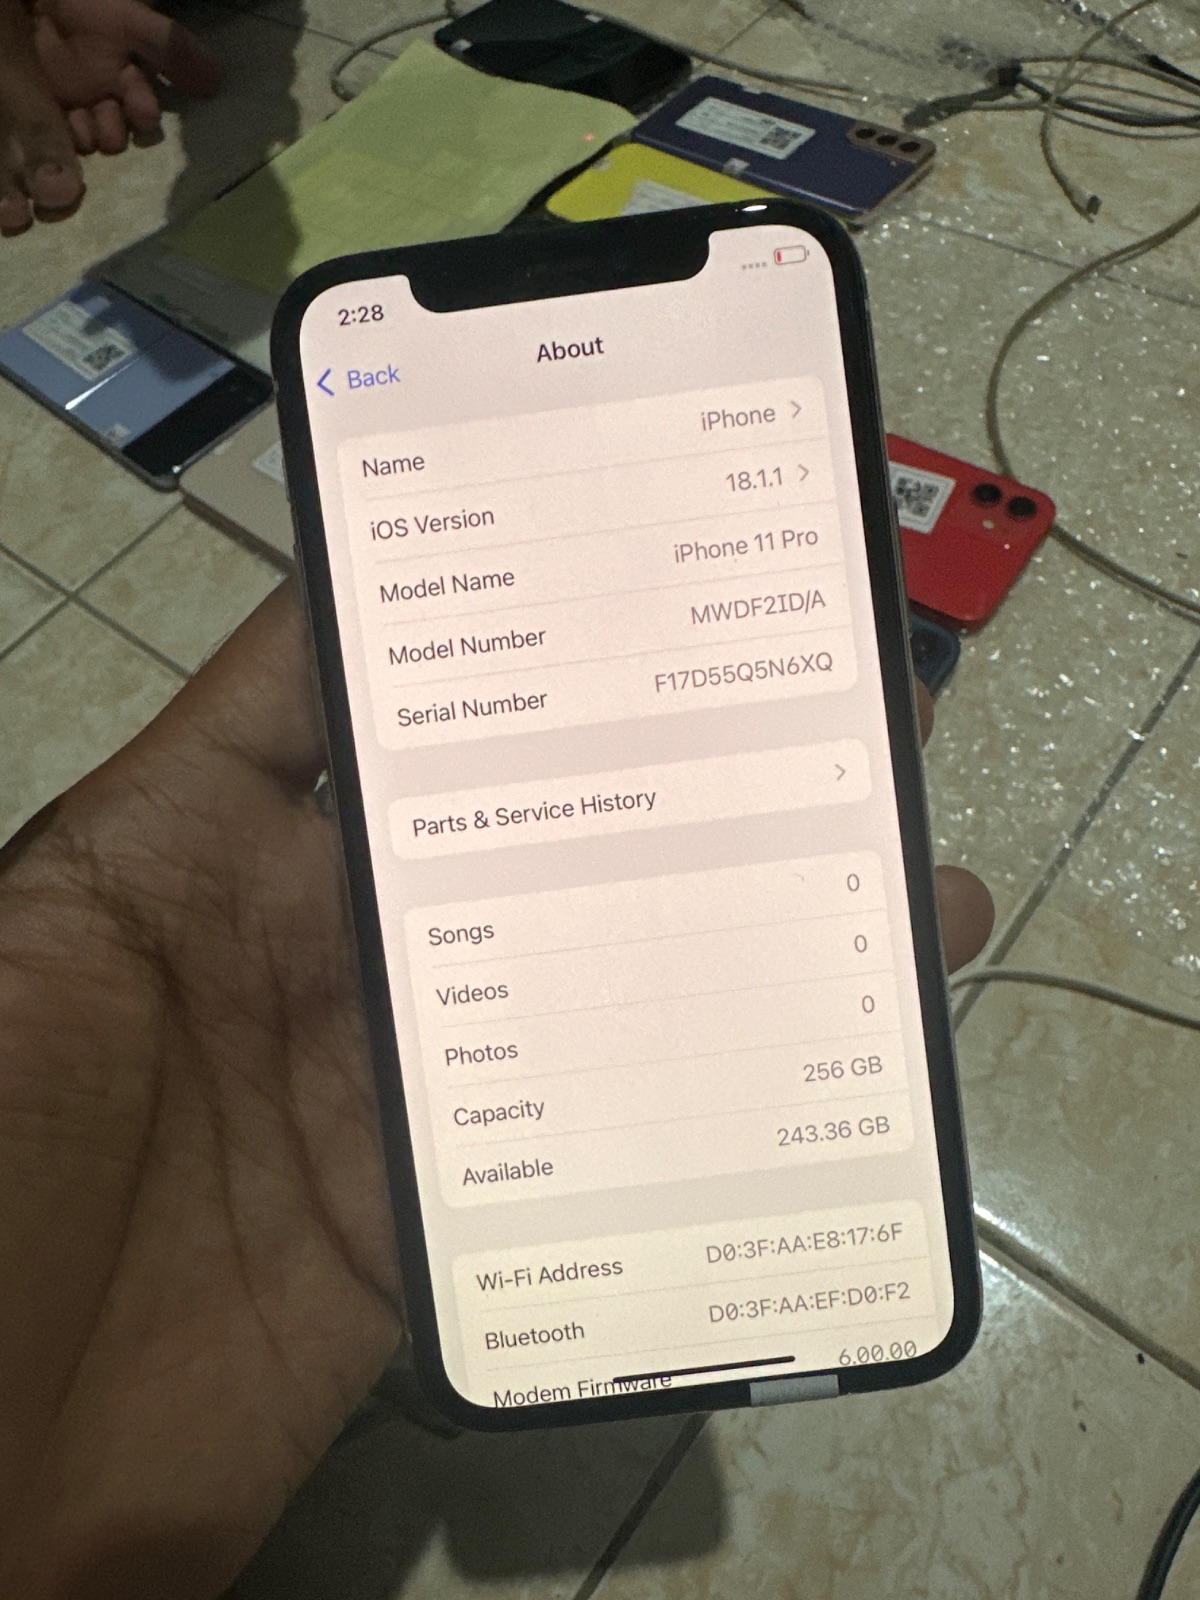 2:28
Back
About
Name iPhone
iOS Version 18.1.1
Model Name iPhone 11 Pro
Model Number MWDF2ID/A
Serial Number F17D55Q5N6XQ
Parts & Service History
Songs 0
Videos 0
Photos 0
Capacity 256 GB
Available 243.36 GB
Wi-Fi Address D0:3F:AA:E8:17:6F
Bluetooth D0:3F:AA:EF:D0:F2
Modem Firmware 6.00.00